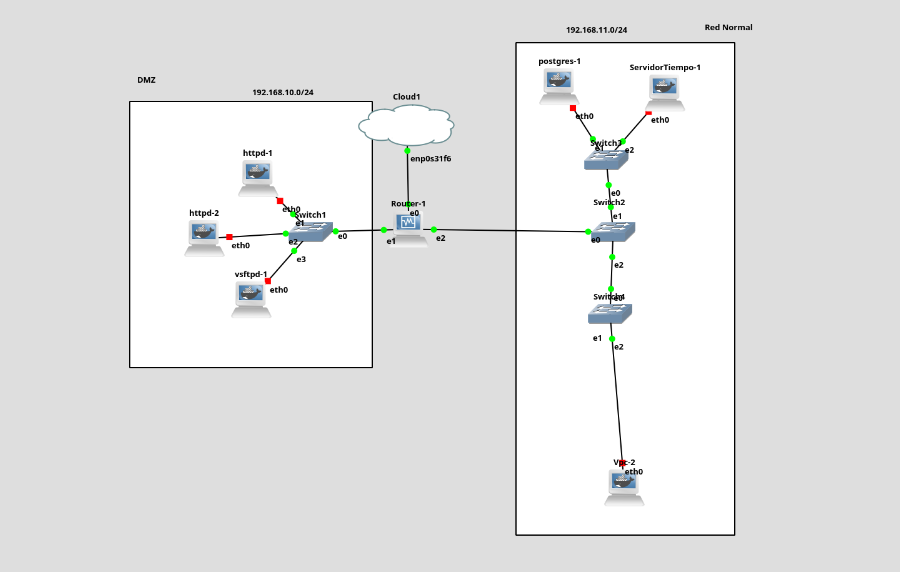 192.168.11.0/24
Red Normal
postgres-1
ServidorTiempo-1
DMZ
192.168.10.0/24
Cloud1
eth0
eth0
Switch3
e1
e2
httpd-1
enp0s31f6
e0
Switch2
e1
Router-1
e0
httpd-2
eth0
Switch1
e1
e2
e0
e1
e2
e0
eth0
e3
e2
vsftpd-1
eth0
Switch4
e0
e1
e2
Vpc-2
eth0